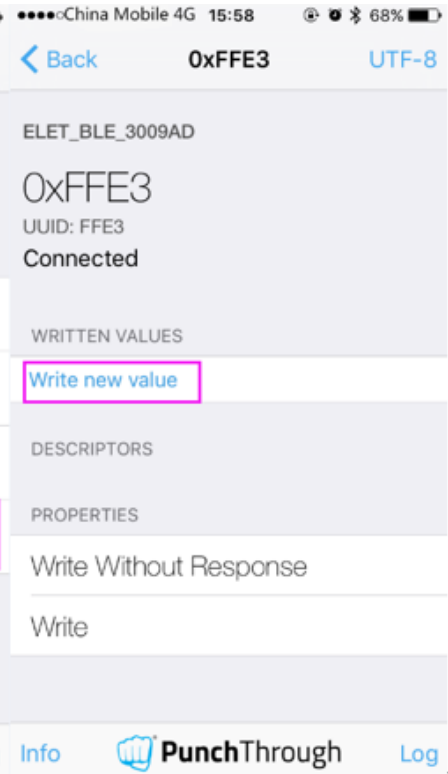 ●●●●○China Mobile 4G 15:58 68%
Back 0xFFE3 UTF-8
ELET_BLE_3009AD
0xFFE3
UUID: FFE3
Connected
WRITTEN VALUES
Write new value
DESCRIPTORS
PROPERTIES
Write Without Response
Write
Info PunchThrough Log